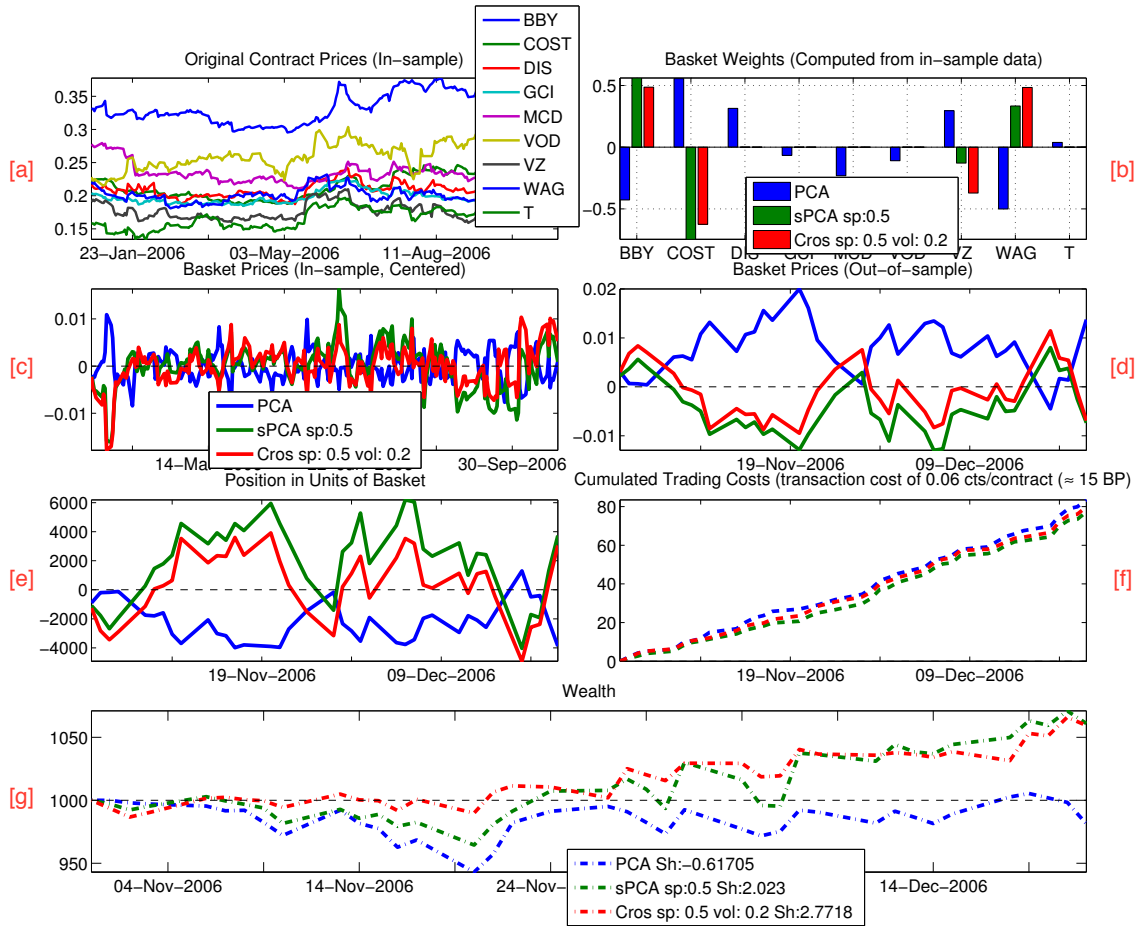 BBY
COST
DIS
GCI
MCD
VOD
VZ
WAG
T
Original Contract Prices (In-sample)
0.35
0.3
0.25
0.2
0.15
[a]
23-Jan-2006 03-May-2006 11-Aug-2006
Basket Weights (Computed from in-sample data)
0.5
0
-0.5
[b]
PCA
sPCA sp:0.5
Cros sp: 0.5 vol: 0.2
BBY COST DIS VOD VZ WAG T
Basket Prices (In-sample, Centered)
0.01
0
-0.01
[c]
PCA
sPCA sp:0.5
Cros sp: 0.5 vol: 0.2
30-Sep-2006
Basket Prices (Out-of-sample)
0.02
0.01
0
-0.01
[d]
19-Nov-2006 09-Dec-2006
Position in Units of Basket
6000
4000
2000
0
-2000
-4000
[e]
19-Nov-2006 09-Dec-2006
Cumulated Trading Costs (transaction cost of 0.06 cts/contract (≈ 15 BP)
80
60
40
20
0
[f]
19-Nov-2006 09-Dec-2006
Wealth
1050
1000
950
[g]
04-Nov-2006 14-Nov-2006 24-Nov 14-Dec-2006
PCA Sh:-0.61705
sPCA sp:0.5 Sh:2.023
Cros sp: 0.5 vol: 0.2 Sh:2.7718